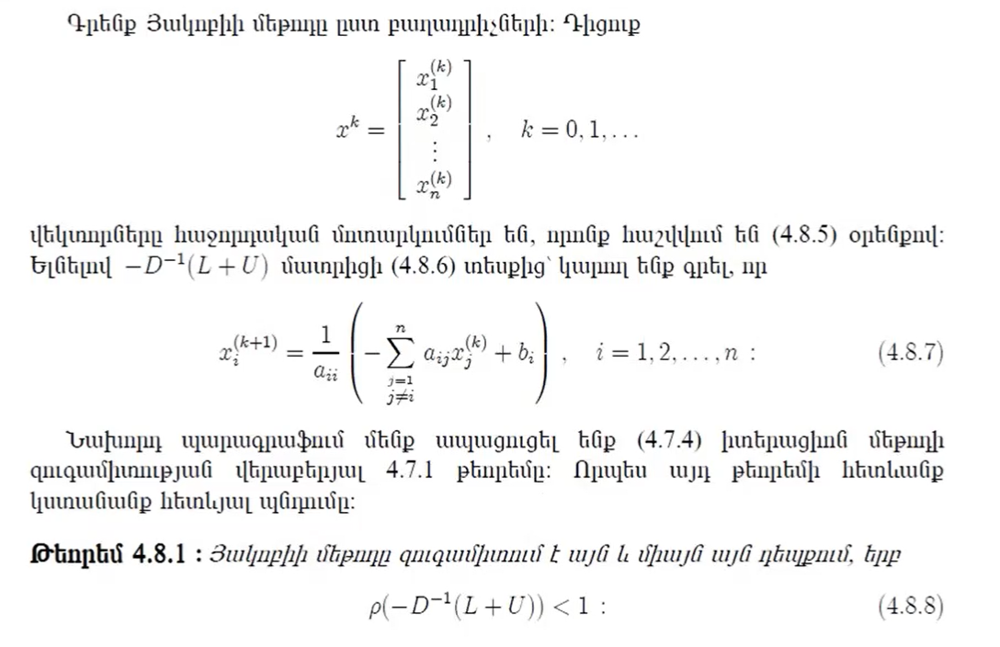 Գրենք Յակոբիի մեթոդը ըստ բաղադրիչների։ Դիցուք
$$x^k = \begin{bmatrix} x_1^{(k)} \\ x_2^{(k)} \\ \vdots \\ x_n^{(k)} \end{bmatrix}, \quad k = 0, 1, \ldots$$
վեկտորները հաջորդական մոտարկումներ են, որոնք հաշվվում են (4.8.5) օրենքով։
Ելնելով $-D^{-1}(L+U)$ մատրիցի (4.8.6) տեսքից՝ կարող ենք գրել, որ
$$x_i^{(k+1)} = \frac{1}{a_{ii}} \left( -\sum_{\substack{j=1 \\ j \neq i}}^{n} a_{ij} x_j^{(k)} + b_i \right), \quad i = 1, 2, \ldots, n : \quad (4.8.7)$$
Նախորդ պարագրաֆում մենք ապացուցել ենք (4.7.4) իտերացիոն մեթոդի
զուգամիտության վերաբերյալ 4.7.1 թեորեմը։ Որպես այդ թեորեմի հետևանք
կստանանք հետևյալ պնդումը։
Թեորեմ 4.8.1 : Յակոբիի մեթոդը զուգամիտում է այն և միայն այն դեպքում, երբ
$$\rho(-D^{-1}(L+U)) < 1 : \quad (4.8.8)$$